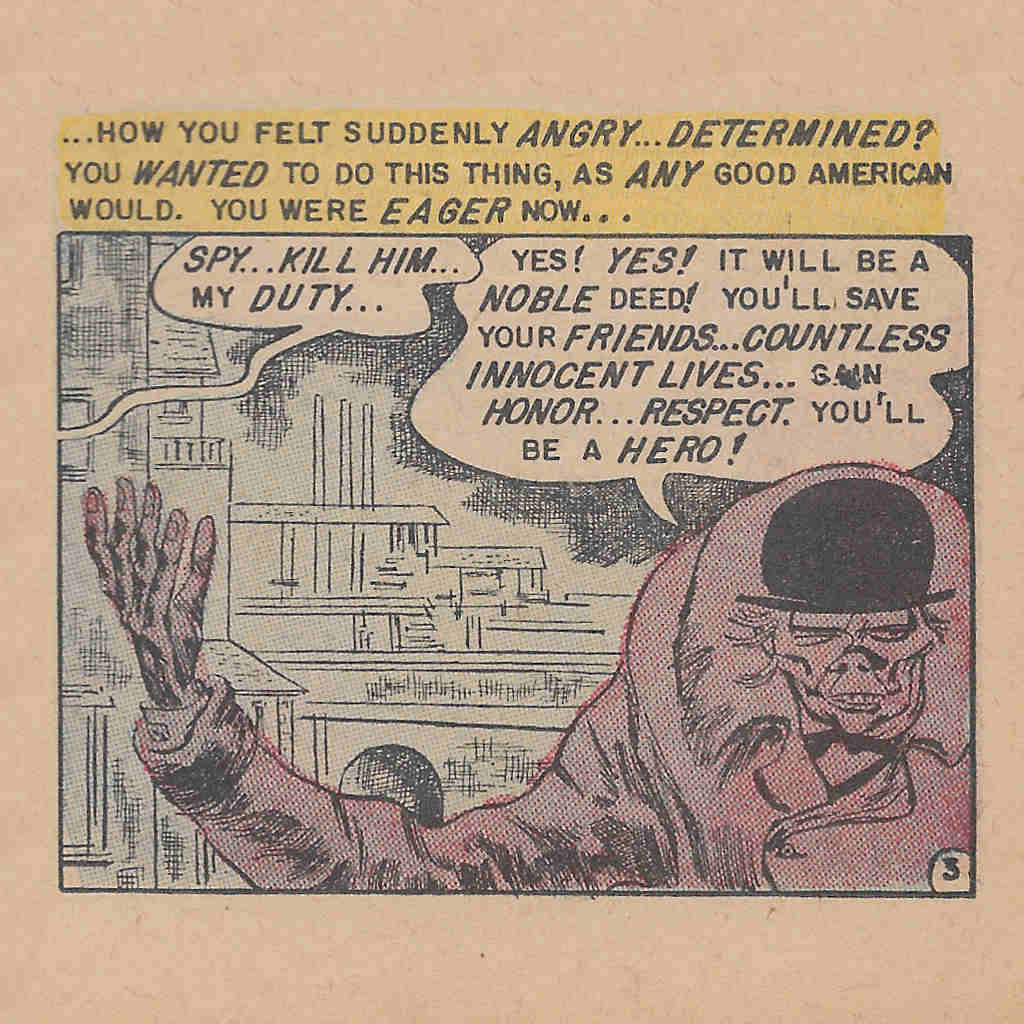 ...HOW YOU FELT SUDDENLY ANGRY...DETERMINED?
YOU WANTED TO DO THIS THING, AS ANY GOOD AMERICAN
WOULD. YOU WERE EAGER NOW...
SPY...KILL HIM...
MY DUTY...
YES! YES! IT WILL BE A
NOBLE DEED! YOU'LL SAVE
YOUR FRIENDS...COUNTLESS
INNOCENT LIVES... GAIN
HONOR...RESPECT. YOU'LL
BE A HERO!
3